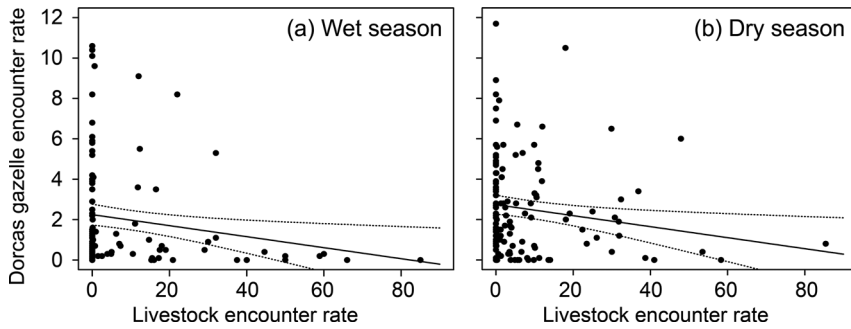 (a) Wet season
(b) Dry season
Dorcas gazelle encounter rate
12
10
8
6
4
2
0
0 20 40 60 80
0 20 40 60 80
Livestock encounter rate
Livestock encounter rate